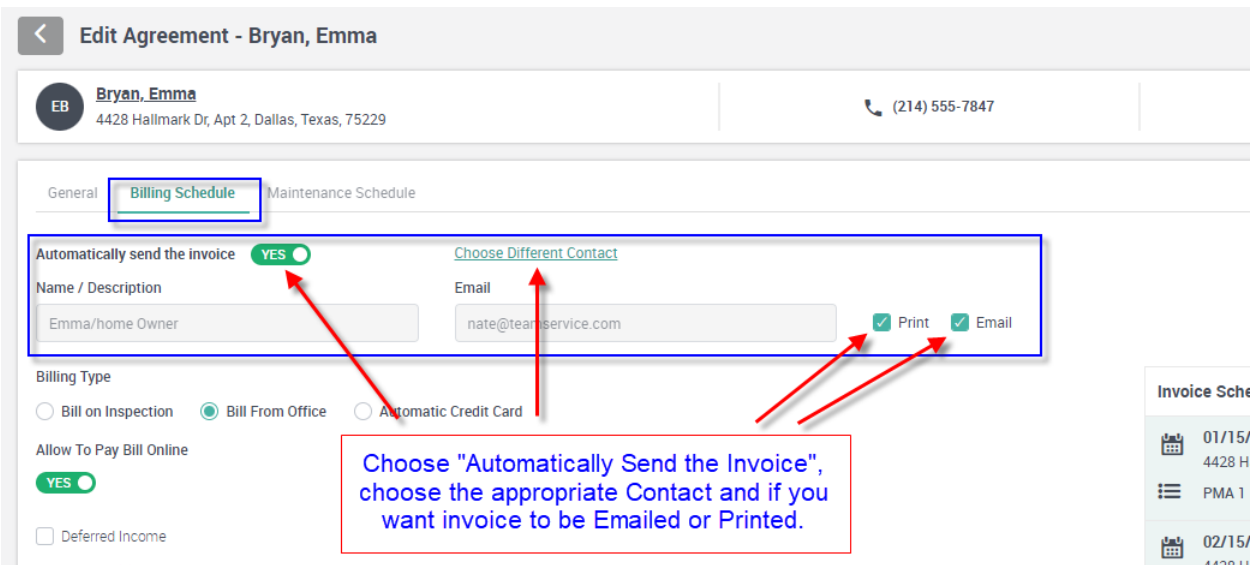 Edit Agreement - Bryan, Emma
EB
Bryan, Emma
4428 Hallmark Dr, Apt 2, Dallas, Texas, 75229
(214) 555-7847
General
Billing Schedule
Maintenance Schedule
Automatically send the invoice
YES
Choose Different Contact
Name / Description
Email
Emma/home Owner
nate@teamservice.com
Print
Email
Billing Type
Bill on Inspection
Bill From Office
Automatic Credit Card
Allow To Pay Bill Online
YES
Deferred Income
Choose "Automatically Send the Invoice",
choose the appropriate Contact and if you
want invoice to be Emailed or Printed.
Invoice Sche
01/15/
4428 H
PMA 1
02/15/